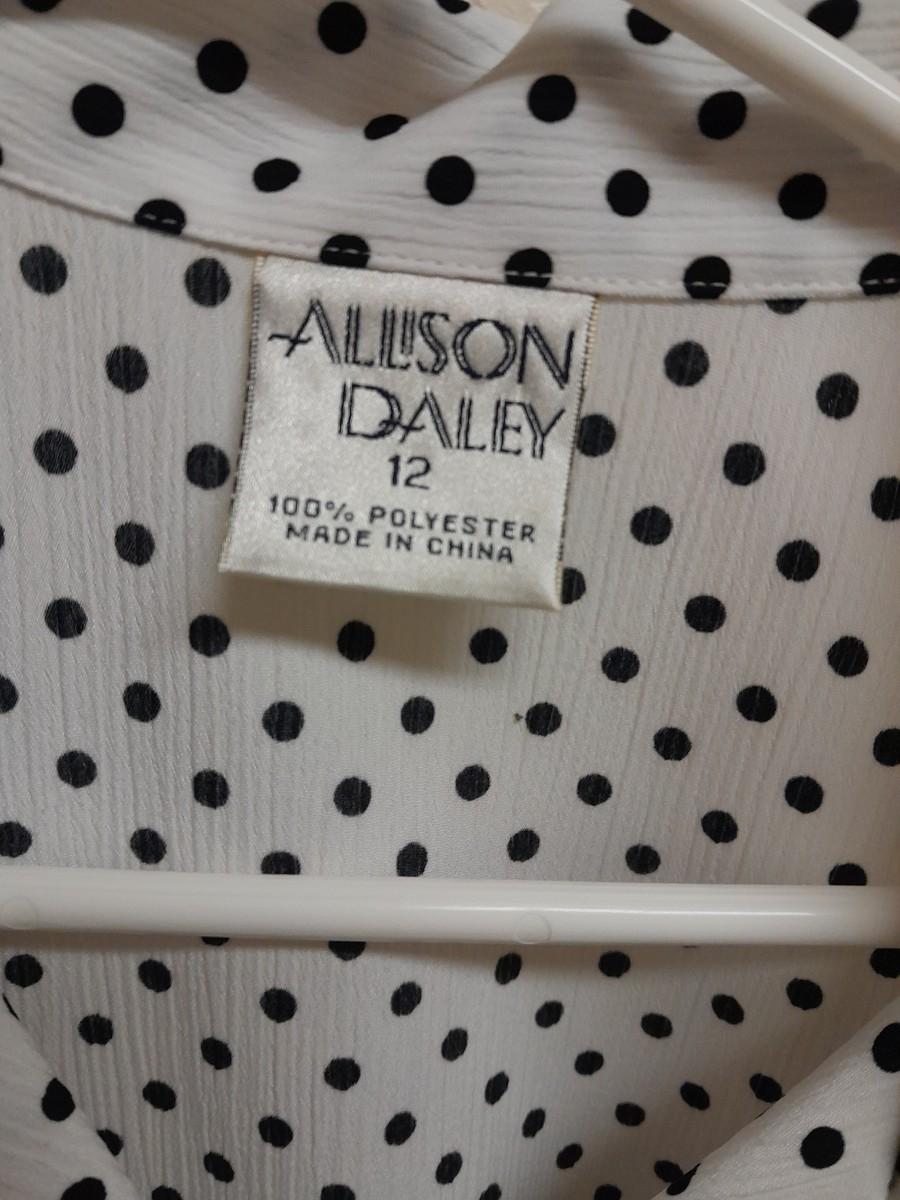 ALLISON
DALEY
12
100% POLYESTER
MADE IN CHINA